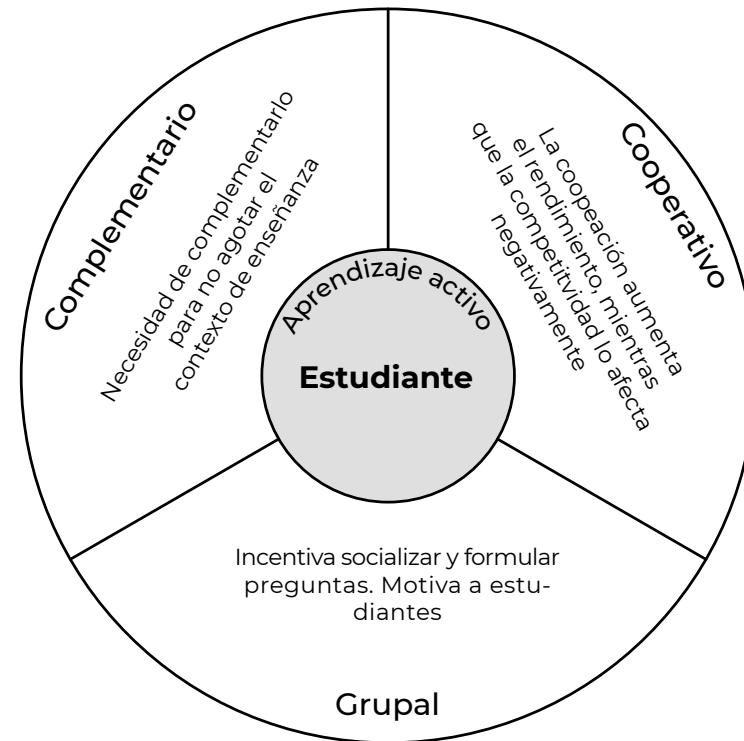 Complementario
Necesidad de complementarlo
para no agotar el
contexto de enseñanza
Cooperativo
La coopeación aumenta
el rendimiento, mientras
que la competitvidad lo afecta
negativamente
Aprendizaje activo
Estudiante
Incentiva socializar y formular
preguntas. Motiva a estu-
diantes
Grupal